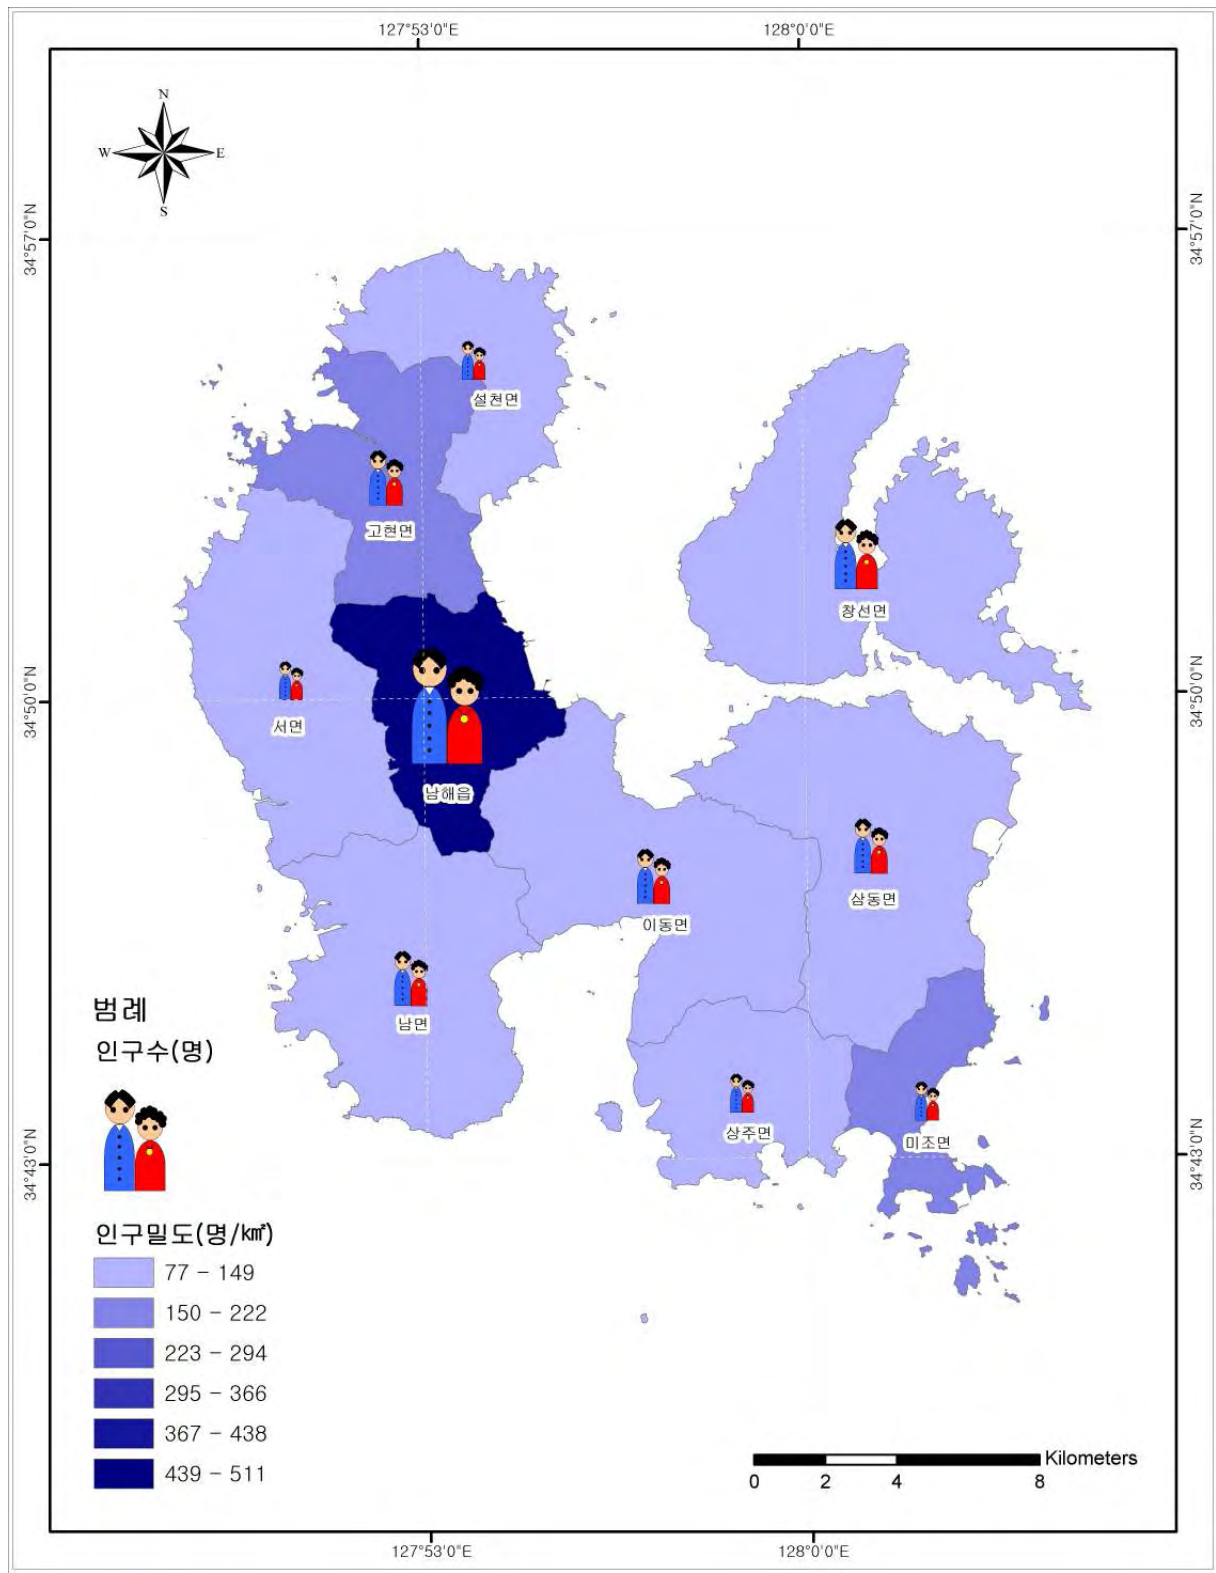 127°53'0"E
128°0'0"E
N
W
E
S
34°57'0"N
34°57'0"N
설천면
고현면
창선면
34°50'0"N
34°50'0"N
서면
남해읍
삼동면
이동면
남면
상주면
미조면
34°43'0"N
34°43'0"N
범례
인구수(명)
인구밀도(명/㎢)
77 - 149
150 - 222
223 - 294
295 - 366
367 - 438
439 - 511
Kilometers
0 2 4 8
127°53'0"E
128°0'0"E